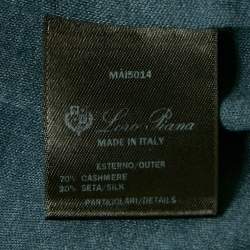 MAI5014
Loro Piana
MADE IN ITALY
ESTERNO/OUTER
70% CASHMERE
30% SETA/SILK
PARTICOLARI/DETAILS